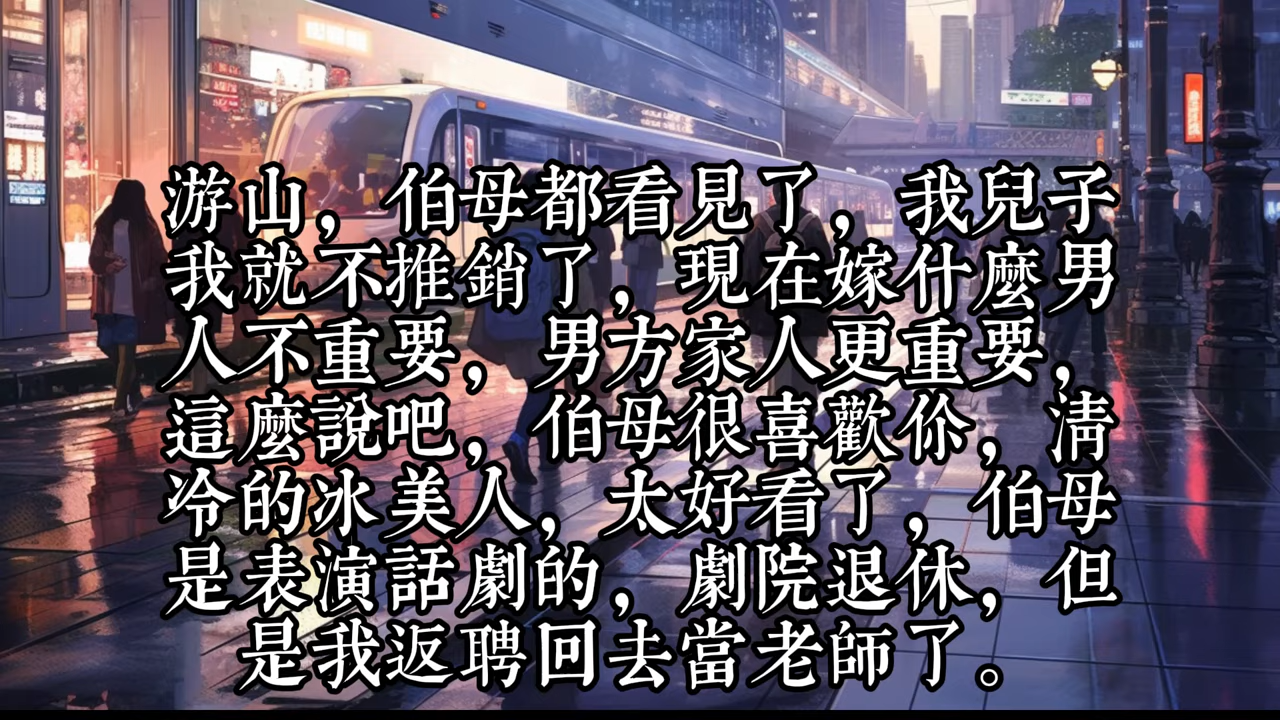 游山，伯母都看見了，我兒子
我就不推銷了，現在嫁什麼男
人不重要，男方家人更重要，
這麼說吧，伯母很喜歡你，清
冷的冰美人，太好看了，伯母
是表演話劇的，劇院退休，但
是我返聘回去當老師了。